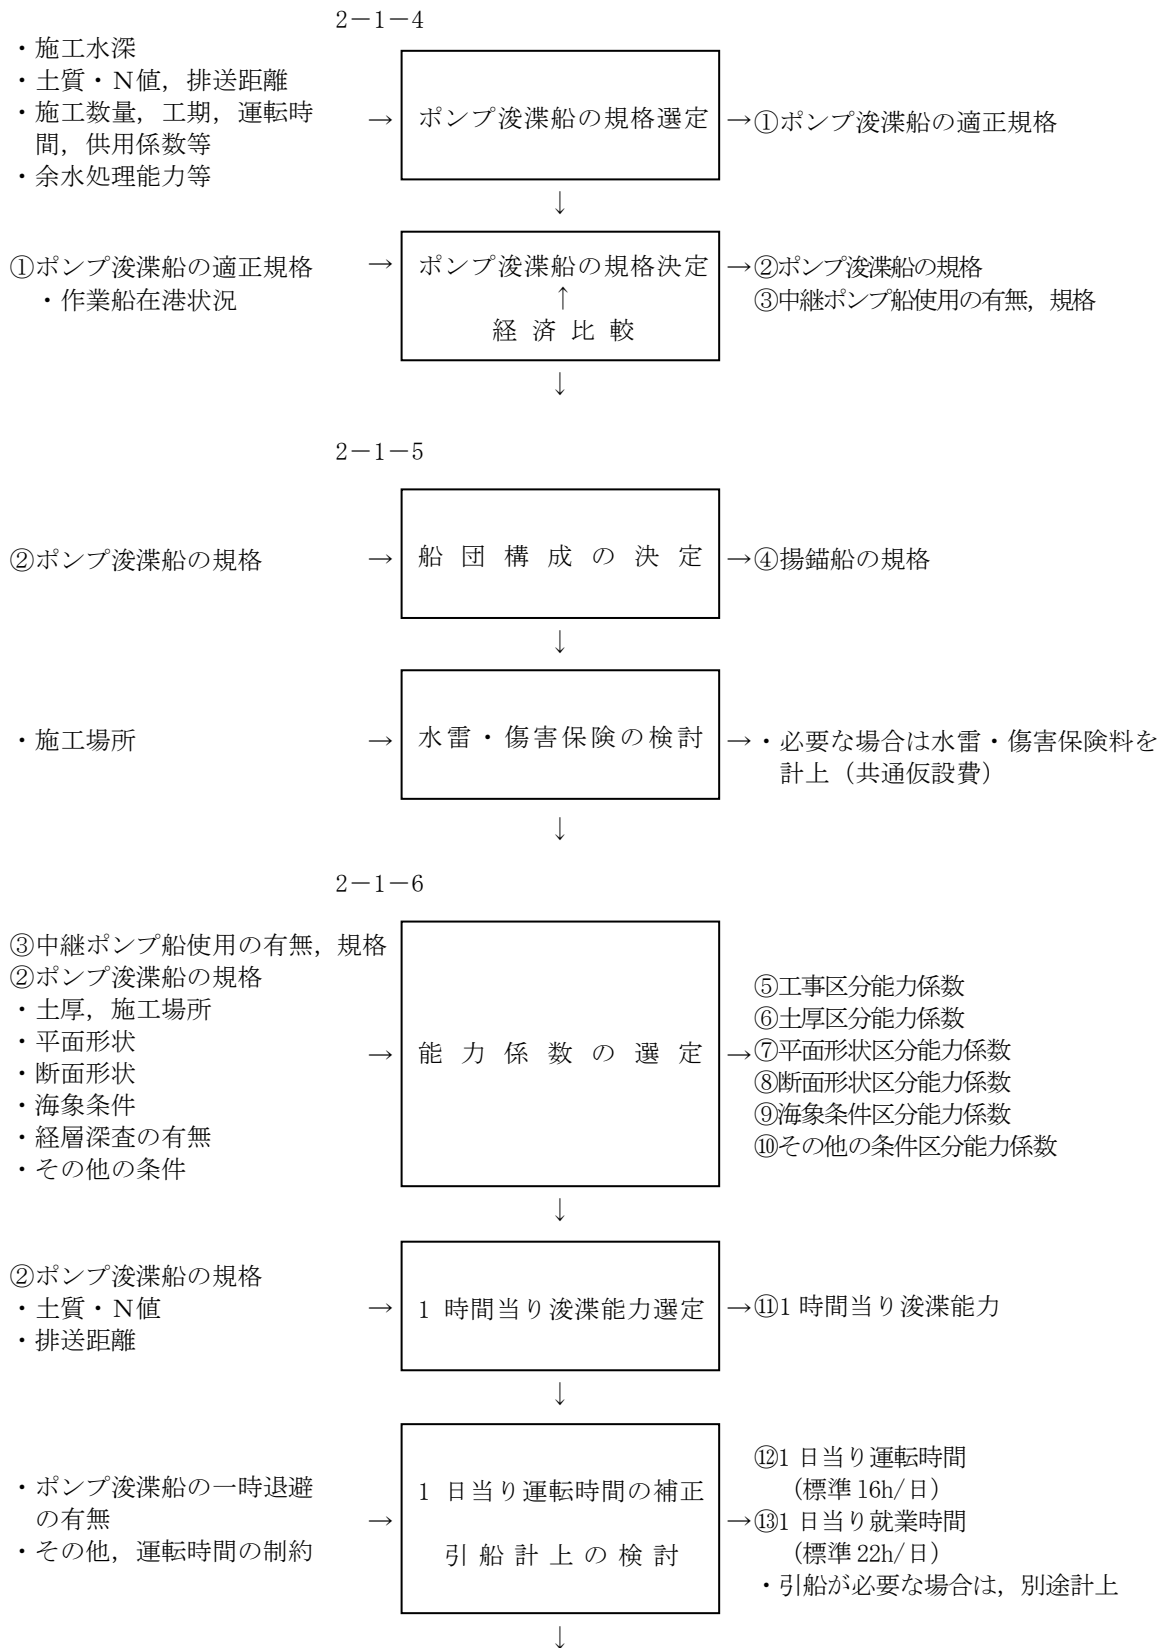 2－1－4
・施工水深
・土質・Ｎ値，排送距離
・施工数量，工期，運転時
間，供用係数等
・余水処理能力等
→
ポンプ浚渫船の規格選定
→①ポンプ浚渫船の適正規格
↓
①ポンプ浚渫船の適正規格
・作業船在港状況
→
ポンプ浚渫船の規格決定
↑
経済比較
→②ポンプ浚渫船の規格
③中継ポンプ船使用の有無，規格
↓
2－1－5
②ポンプ浚渫船の規格
→
船団構成の決定
→④揚錨船の規格
↓
・施工場所
→
水雷・傷害保険の検討
→・必要な場合は水雷・傷害保険料を
計上（共通仮設費）
↓
2－1－6
③中継ポンプ船使用の有無，規格
②ポンプ浚渫船の規格
・土厚，施工場所
・平面形状
・断面形状
・海象条件
・経層深査の有無
・その他の条件
→
能力係数の選定
⑤工事区分能力係数
⑥土厚区分能力係数
→⑦平面形状区分能力係数
⑧断面形状区分能力係数
⑨海象条件区分能力係数
⑩その他の条件区分能力係数
↓
②ポンプ浚渫船の規格
・土質・Ｎ値
・排送距離
→
1 時間当り浚渫能力選定
→⑪1 時間当り浚渫能力
↓
・ポンプ浚渫船の一時退避
の有無
・その他，運転時間の制約
→
1 日当り運転時間の補正
引船計上の検討
⑫1 日当り運転時間
（標準 16h/日）
→⑬1 日当り就業時間
（標準 22h/日）
・引船が必要な場合は，別途計上
↓